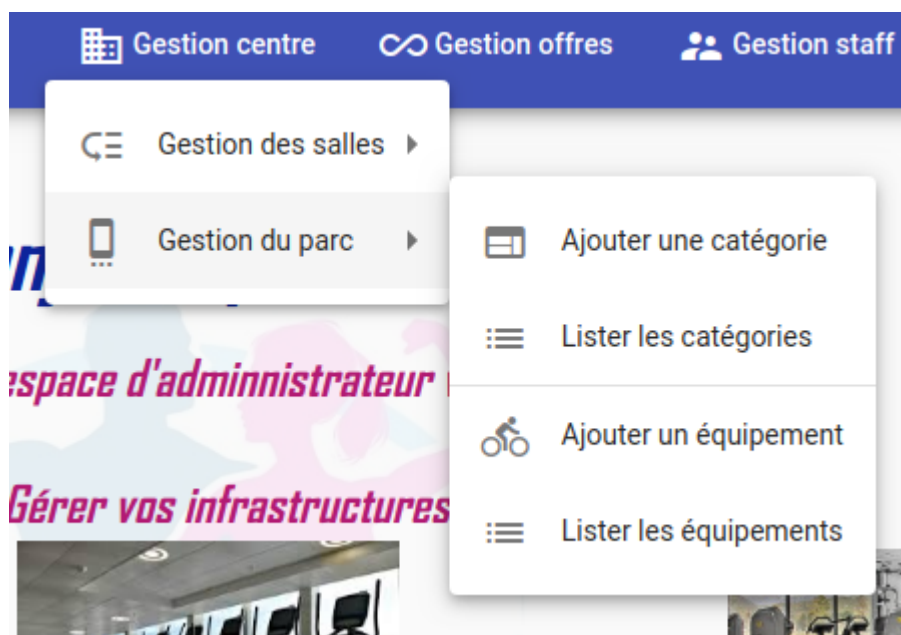 Gestion centre Gestion offres Gestion staff
Gestion des salles
Gestion du parc
Ajouter une catégorie
Lister les catégories
espace d'adminnistrateur
Ajouter un équipement
Gérer vos infrastructures
Lister les équipements